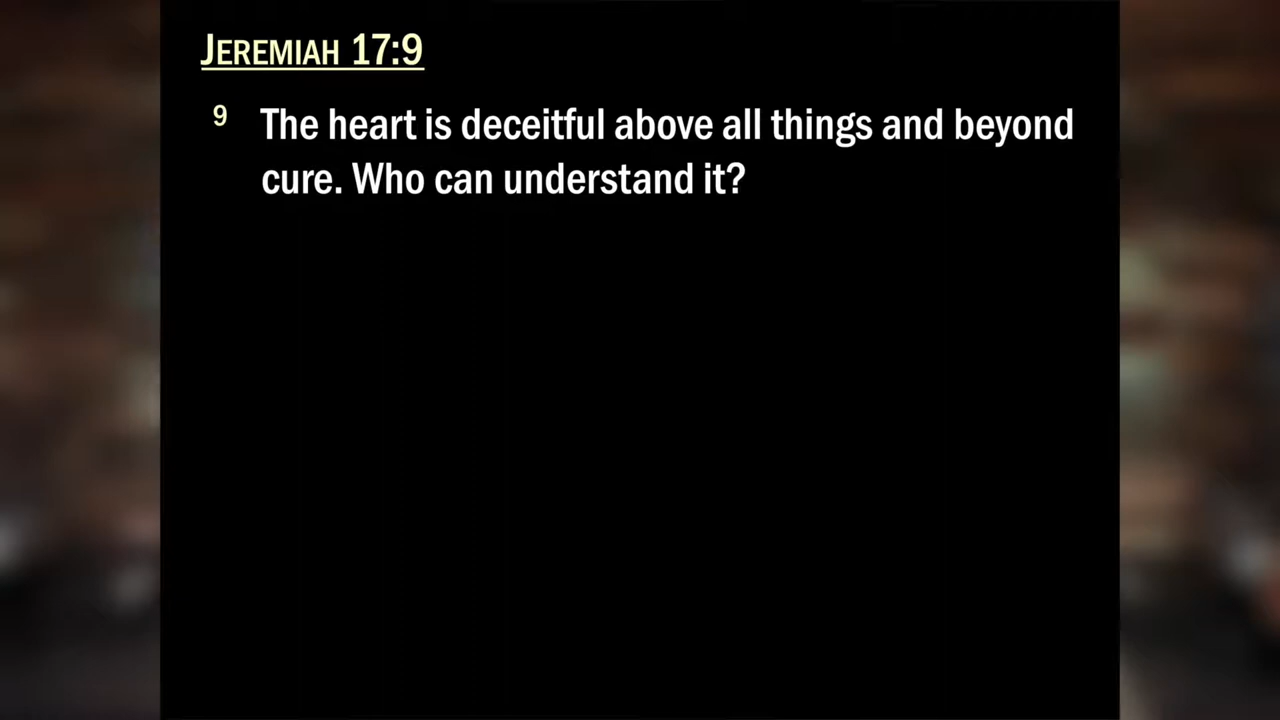 JEREMIAH 17:9
9 The heart is deceitful above all things and beyond
cure. Who can understand it?